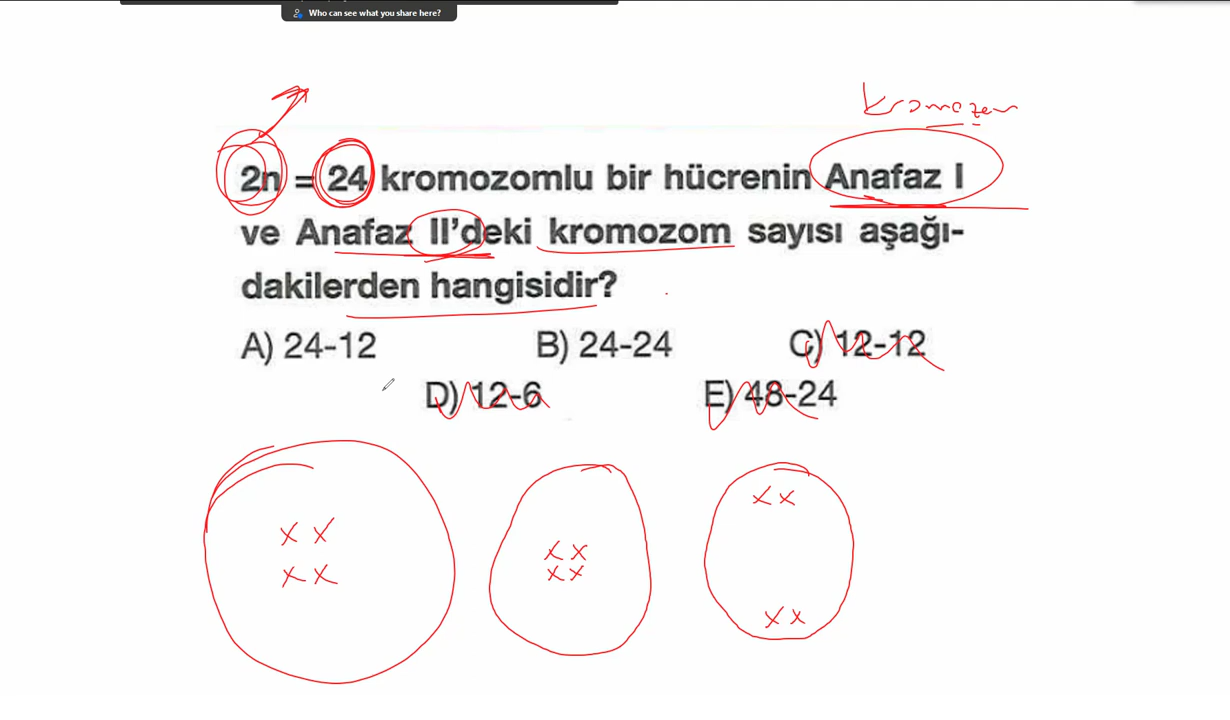 Who can see what you share here?
kromozom
2n = 24 kromozomlu bir hücrenin Anafaz I
ve Anafaz II'deki kromozom sayısı aşağı-
dakilerden hangisidir?
A) 24-12 B) 24-24 C) 12-12
D) 12-6 E) 48-24
x x x x x x
x x x x x x